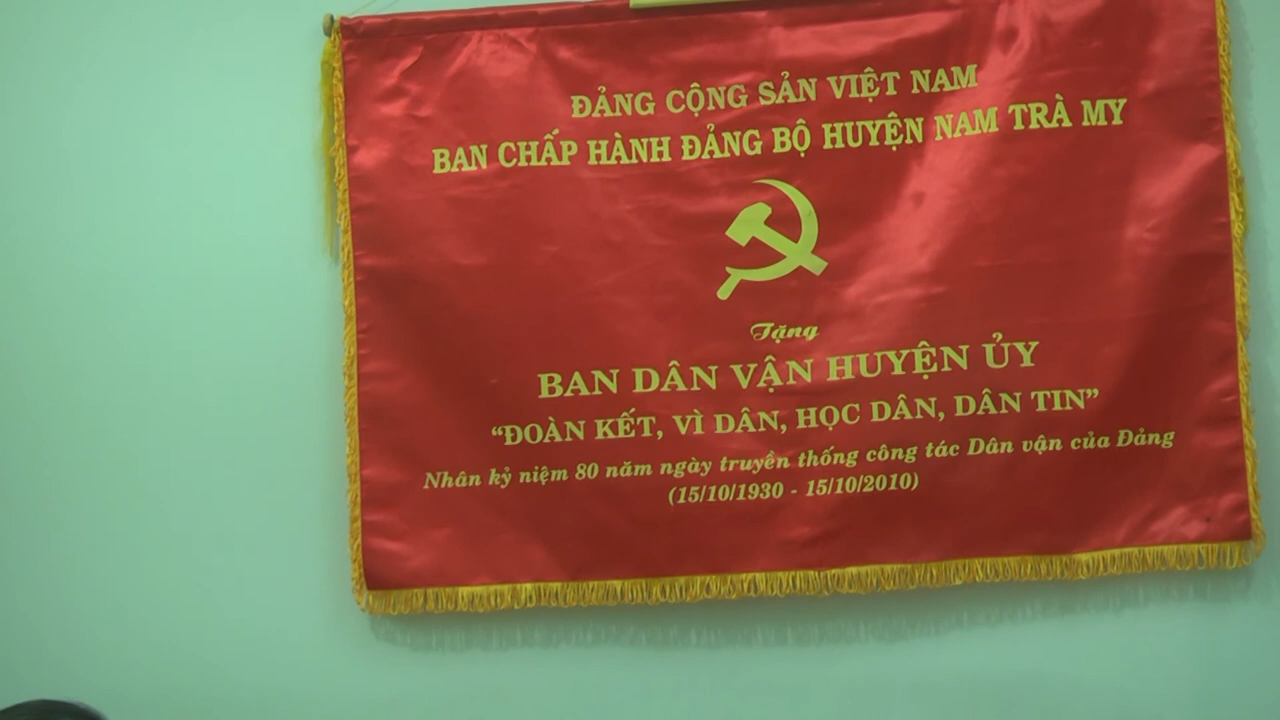 ĐẢNG CỘNG SẢN VIỆT NAM
BAN CHẤP HÀNH ĐẢNG BỘ HUYỆN NAM TRÀ MY
Tặng
BAN DÂN VẬN HUYỆN ỦY
“ĐOÀN KẾT, VÌ DÂN, HỌC DÂN, DÂN TIN”
Nhân kỷ niệm 80 năm ngày truyền thống công tác Dân vận của Đảng
(15/10/1930 - 15/10/2010)